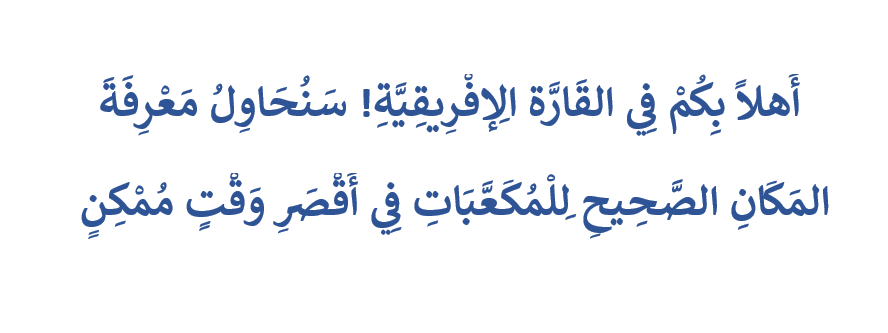 أَهلاً بِكُمْ فِي القَارَّة الِإفْرِيقِيَّةِ! سَنُحَاوِلُ مَعْرِفَةَ
المَكَانِ الصَّحِيحِ لِلْمُكَعَّبَاتِ فِي أَقْصَرِ وَقْتٍ مُمْكِنٍ